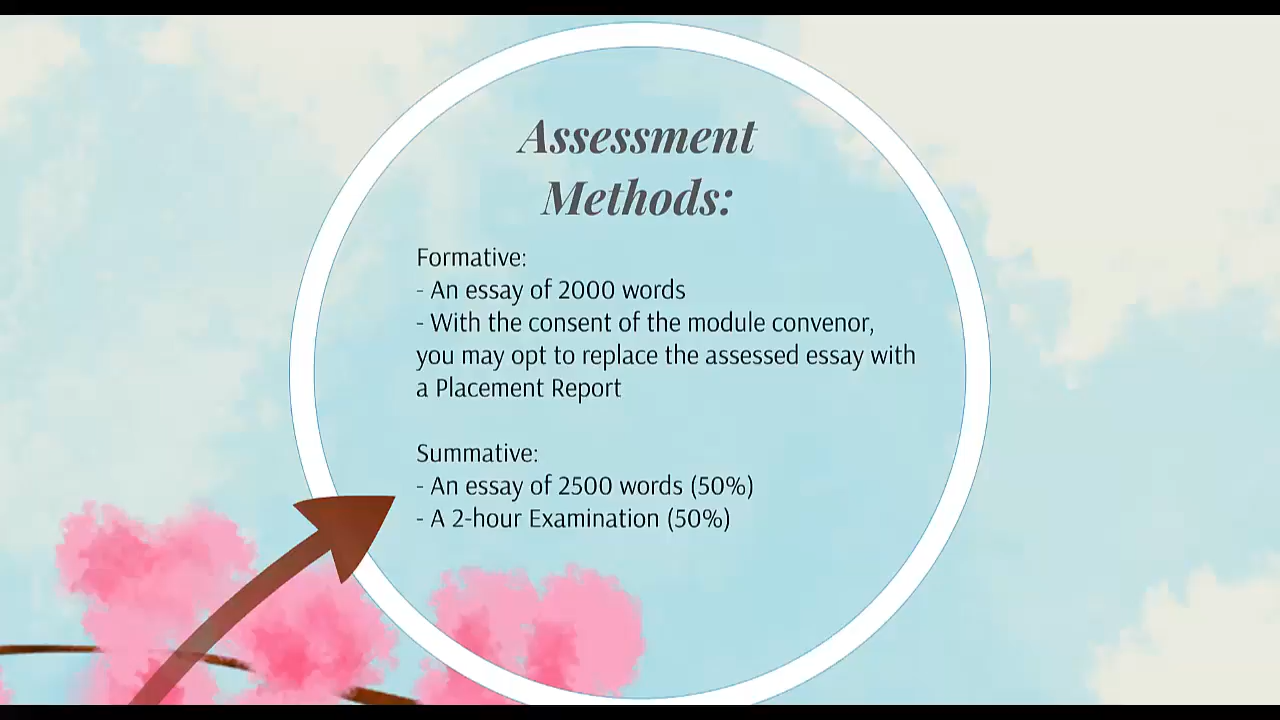 Assessment
Methods:
Formative:
- An essay of 2000 words
- With the consent of the module convenor,
you may opt to replace the assessed essay with
a Placement Report
Summative:
- An essay of 2500 words (50%)
- A 2-hour Examination (50%)